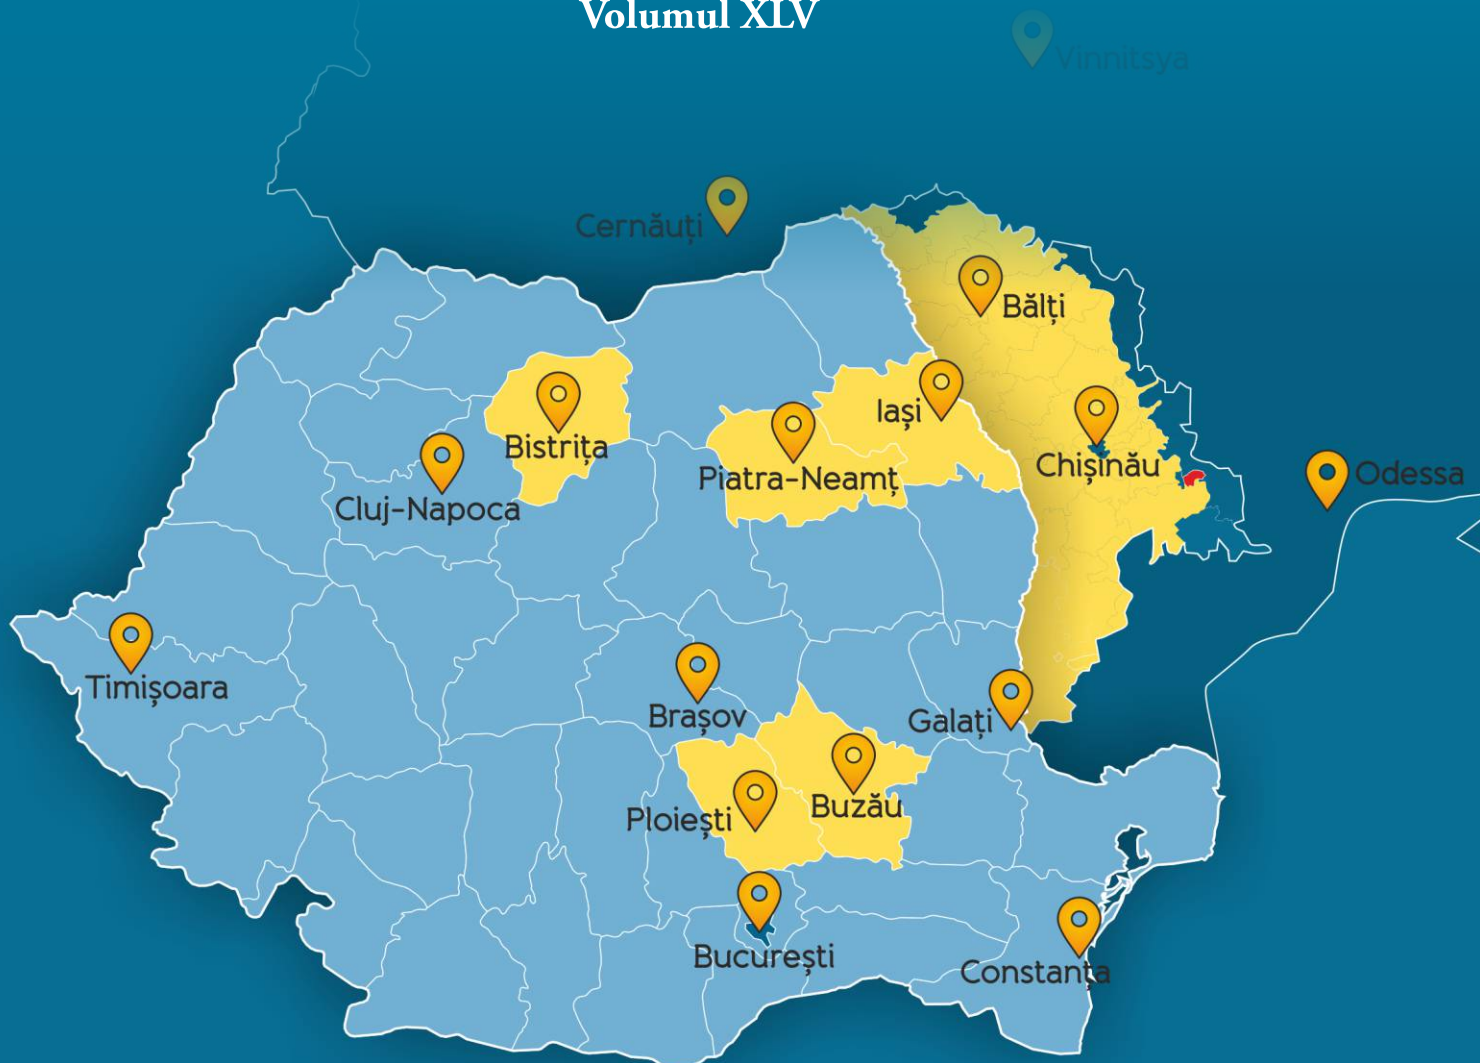 Volumul XLV
Vinnitsya
Cernăuți
Bălți
Iași
Bistrița
Chișinău
Piatra-Neamț
Odessa
Cluj-Napoca
Timișoara
Brașov
Galați
Buzău
Ploiești
București
Constanța